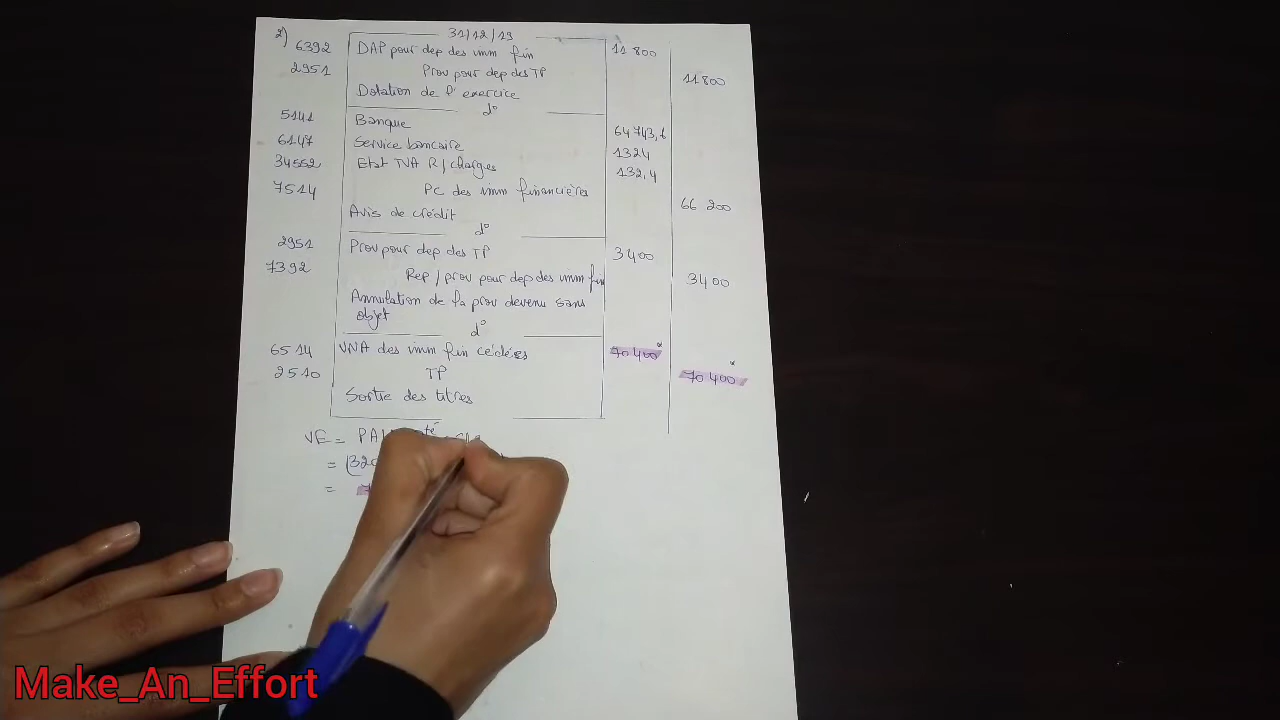 2) 31/12/13
6392 DAP pour dep des imm fin 11 800
2951 Prov pour dep des TP 11 800
Dotation de l'exercice
d°
5141 Banque 64 743,6
6147 Service bancaire 1324
34552 Etat TVA R/charges 132,4
7514 PC des imm financières 66 200
Avis de crédit
d°
2951 Prov pour dep des TP 3400
7392 Rep/prov pour dep des imm fin 3400
Annulation de la prov devenu sans
objet
d°
6514 VNA des imm fin cédées 70 400*
2510 TP 70 400*
Sortie des titres
VE =
= (320
=
Make_An_Effort